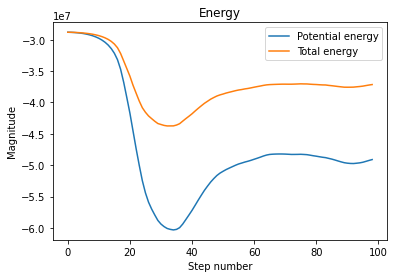 Energy
1e7
Potential energy
Total energy
−3.0
−3.5
−4.0
−4.5
−5.0
−5.5
−6.0
Magnitude
0
20
40
60
80
100
Step number